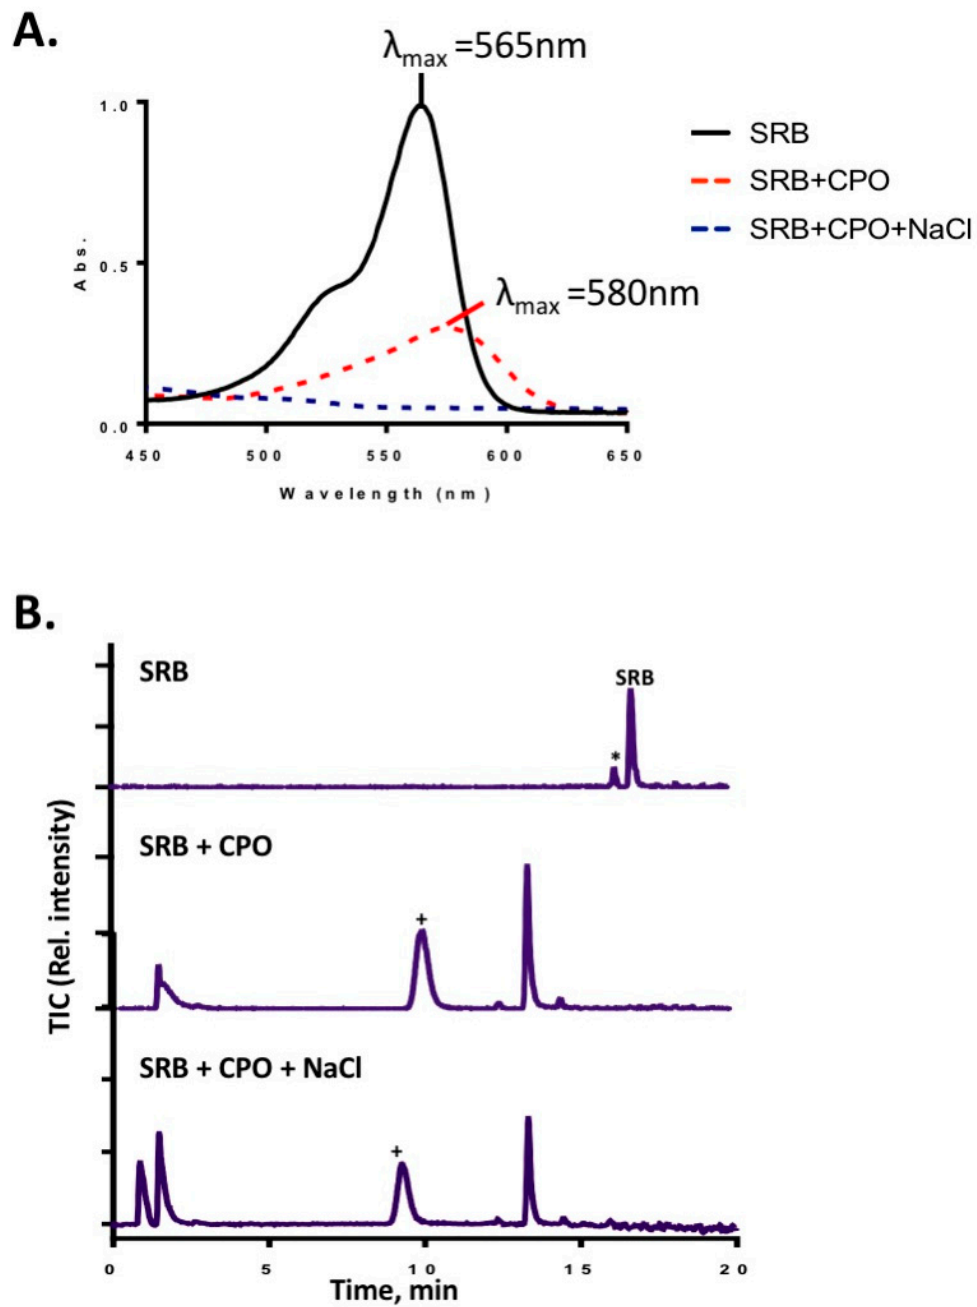 A.
λmax =565nm
1.0
0.5
0.0
Abs.
450 500 550 600 650
Wavelength (nm)
SRB
SRB+CPO
SRB+CPO+NaCl
λmax =580nm
B.
SRB
SRB
*
SRB + CPO
+
SRB + CPO + NaCl
+
TIC (Rel. intensity)
0 5 10 15 20
Time, min